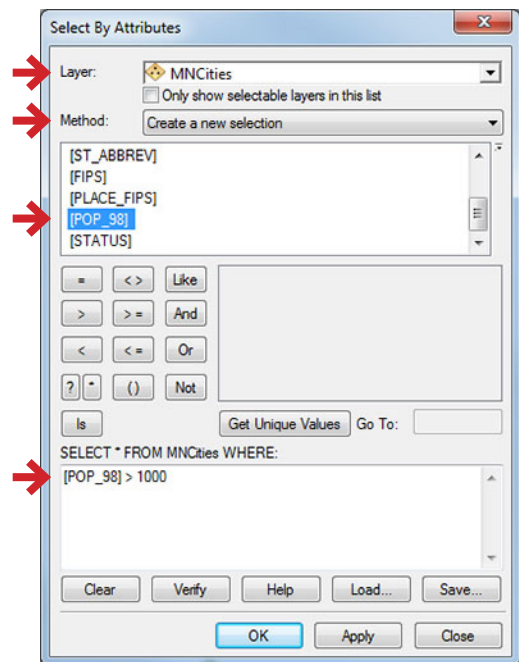 Select By Attributes
Layer: MNCities
Only show selectable layers in this list
Method: Create a new selection
[ST_ABBREV]
[FIPS]
[PLACE_FIPS]
[POP_98]
[STATUS]
= < > Like
> > = And
< < = Or
? * ( ) Not
Is Get Unique Values Go To:
SELECT * FROM MNCities WHERE:
[POP_98] > 1000
Clear Verify Help Load... Save...
OK Apply Close